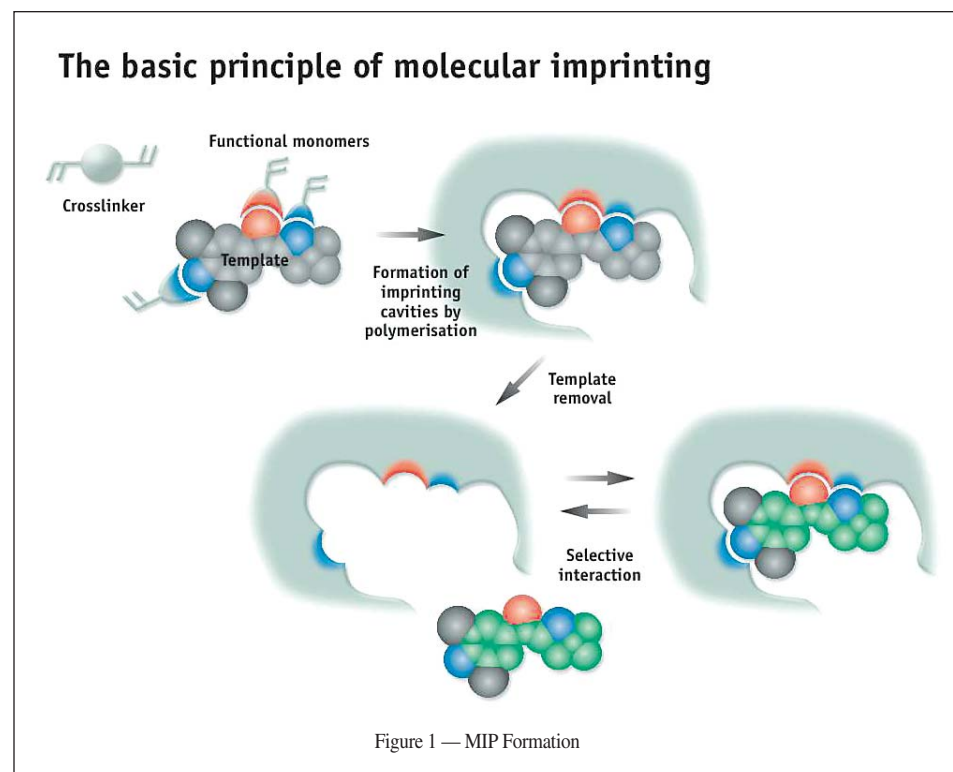 The basic principle of molecular imprinting
Functional monomers
Crosslinker
Template
Formation of
imprinting
cavities by
polymerisation
Template
removal
Selective
interaction
Figure 1 — MIP Formation